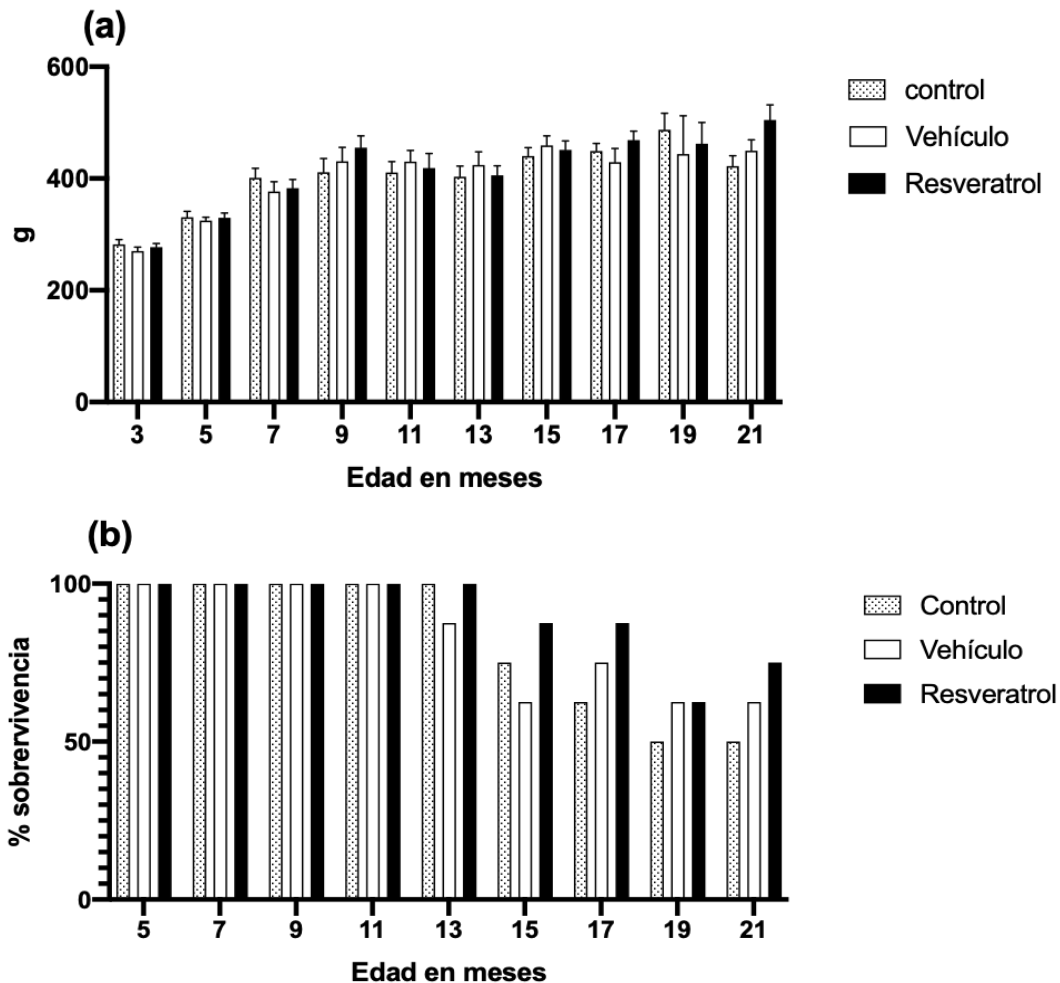 (a)
600
400
200
0
g
3 5 7 9 11 13 15 17 19 21
Edad en meses
control
Vehículo
Resveratrol
(b)
100
50
0
% sobrervivencia
5 7 9 11 13 15 17 19 21
Edad en meses
Control
Vehículo
Resveratrol